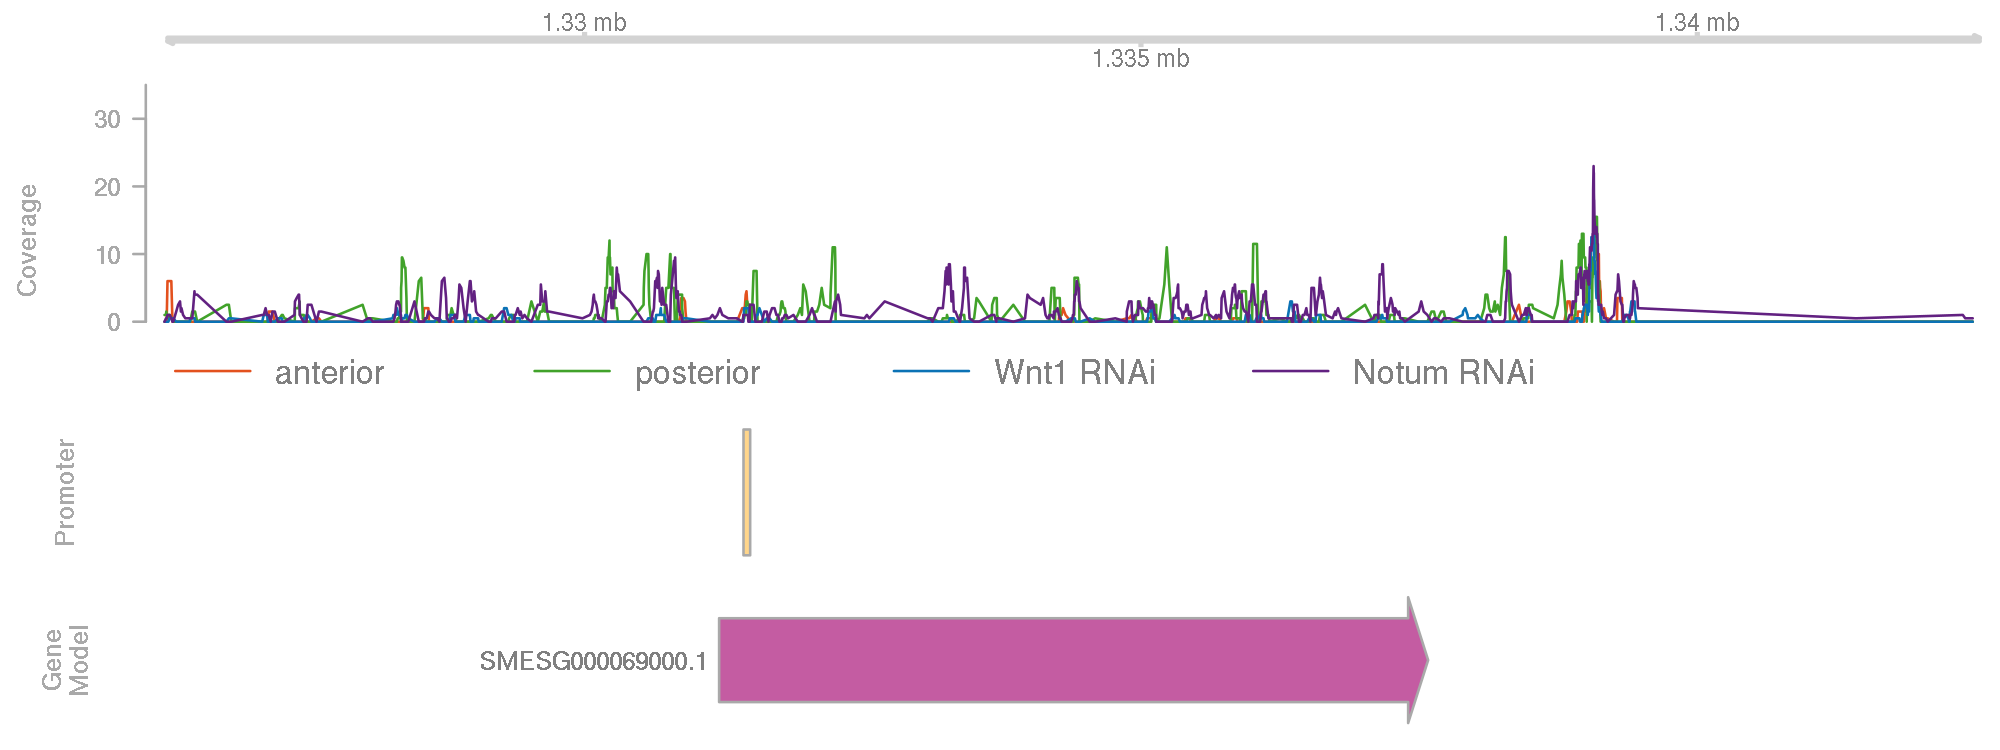 1.33 mb
1.34 mb
1.335 mb
Coverage
30
20
10
0
anterior
posterior
Wnt1 RNAi
Notum RNAi
Promoter
Gene
Model
SMESG000069000.1